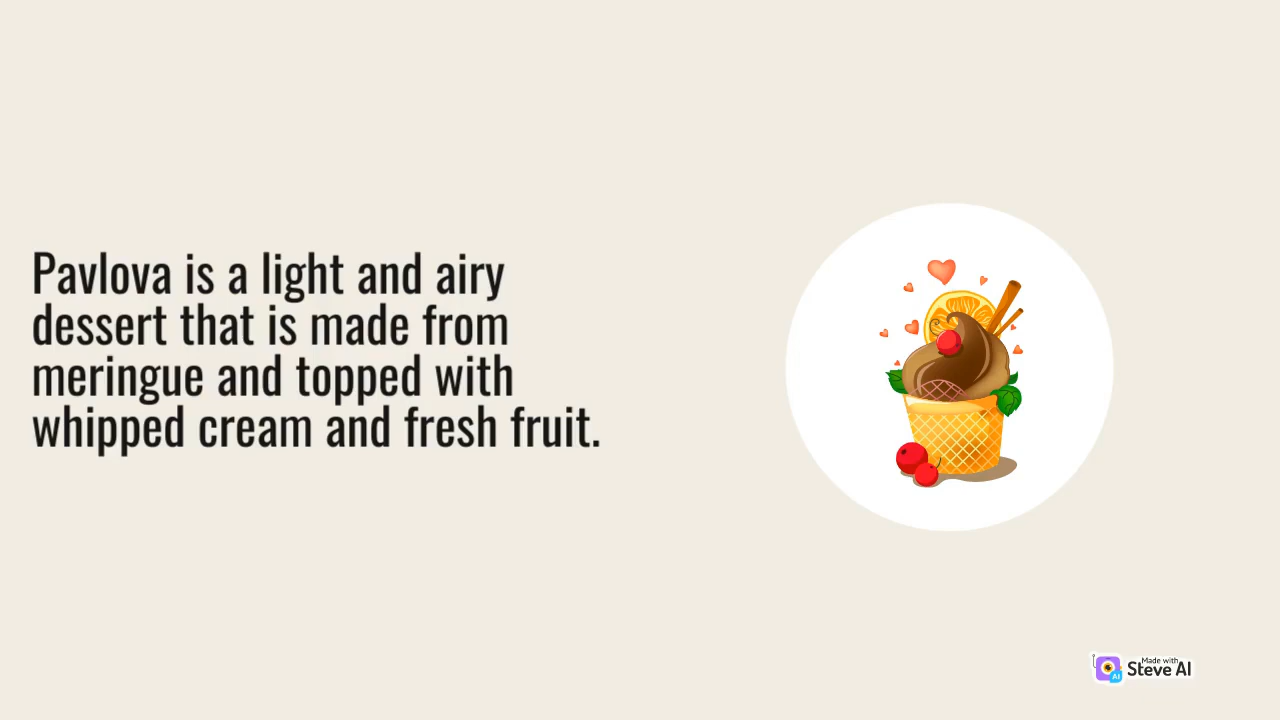 Pavlova is a light and airy
dessert that is made from
meringue and topped with
whipped cream and fresh fruit.
Made with
Steve AI
AI